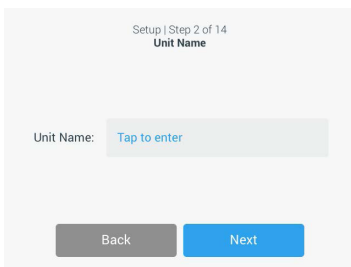 Setup | Step 2 of 14
Unit Name
Unit Name: Tap to enter
Back Next